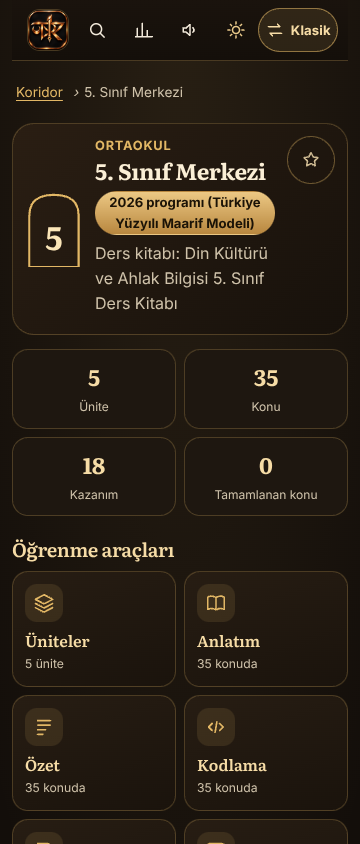 Klasik
Koridor › 5. Sınıf Merkezi
ORTAOKUL
5. Sınıf Merkezi
2026 programı (Türkiye
Yüzyılı Maarif Modeli)
5
Ders kitabı: Din Kültürü
ve Ahlak Bilgisi 5. Sınıf
Ders Kitabı
5
Ünite
35
Konu
18
Kazanım
0
Tamamlanan konu
Öğrenme araçları
Üniteler
5 ünite
Anlatım
35 konuda
Özet
35 konuda
Kodlama
35 konuda